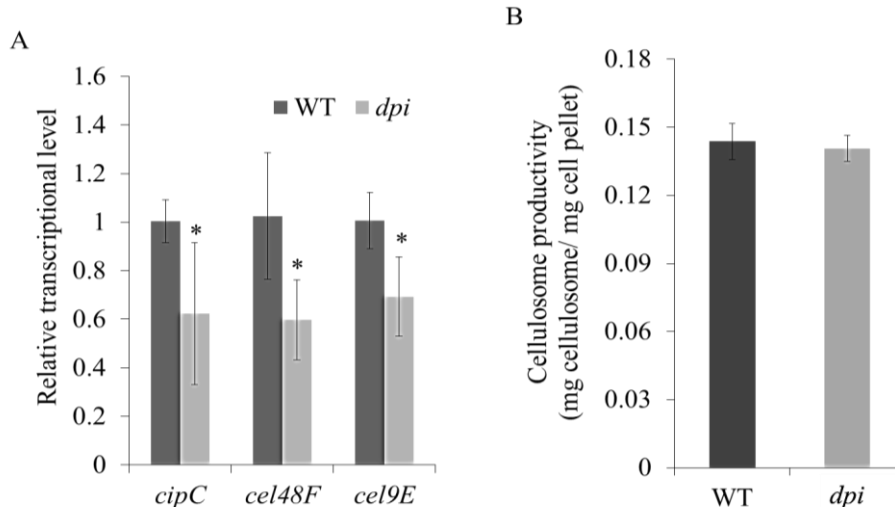 A
Relative transcriptional level
1.6
1.4
1.2
1
0.8
0.6
0.4
0.2
0
WT dpi
*
*
*
cipC cel48F cel9E
B
Cellulosome productivity
(mg cellulosome/ mg cell pellet)
0.18
0.15
0.12
0.09
0.06
0.03
0
WT dpi